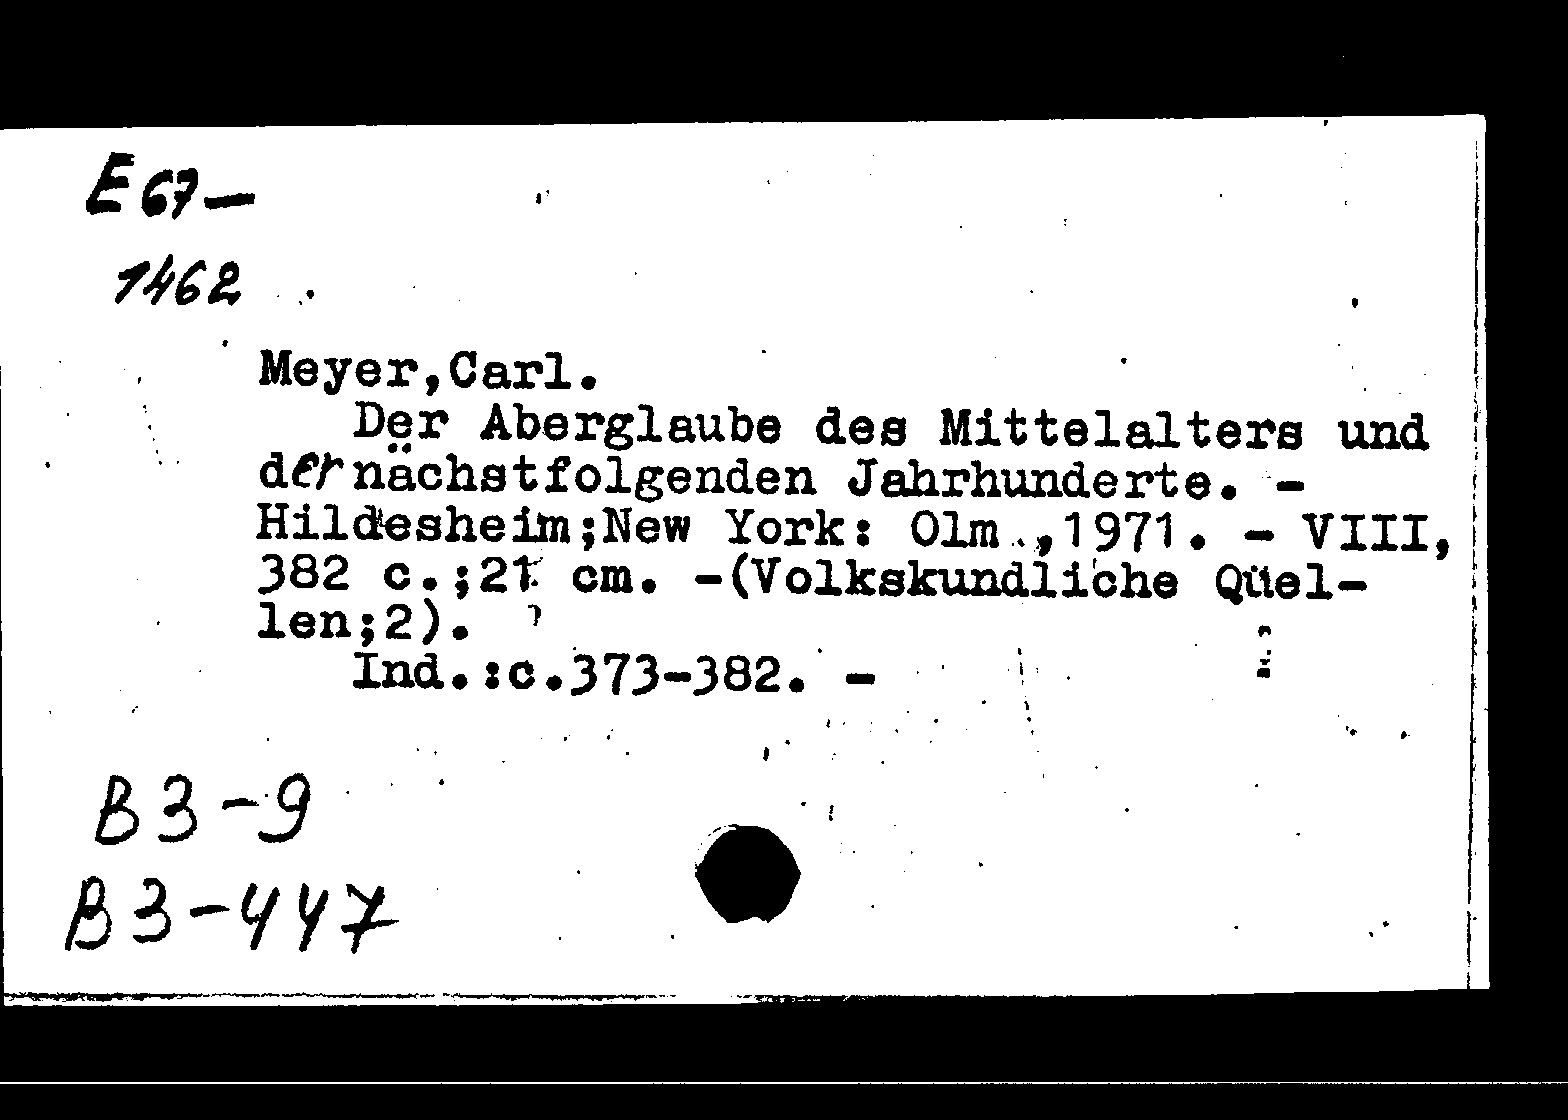 E 67-
1462
Meyer,Carl.
Der Aberglaube des Mittelalters und
der nächstfolgenden Jahrhunderte. -
Hildesheim;New York: Olm.,1971. - VIII,
382 c.;21 cm. -(Volkskundliche Quel-
len;2).
Ind.:c.373-382. -
B3-9
B3-447